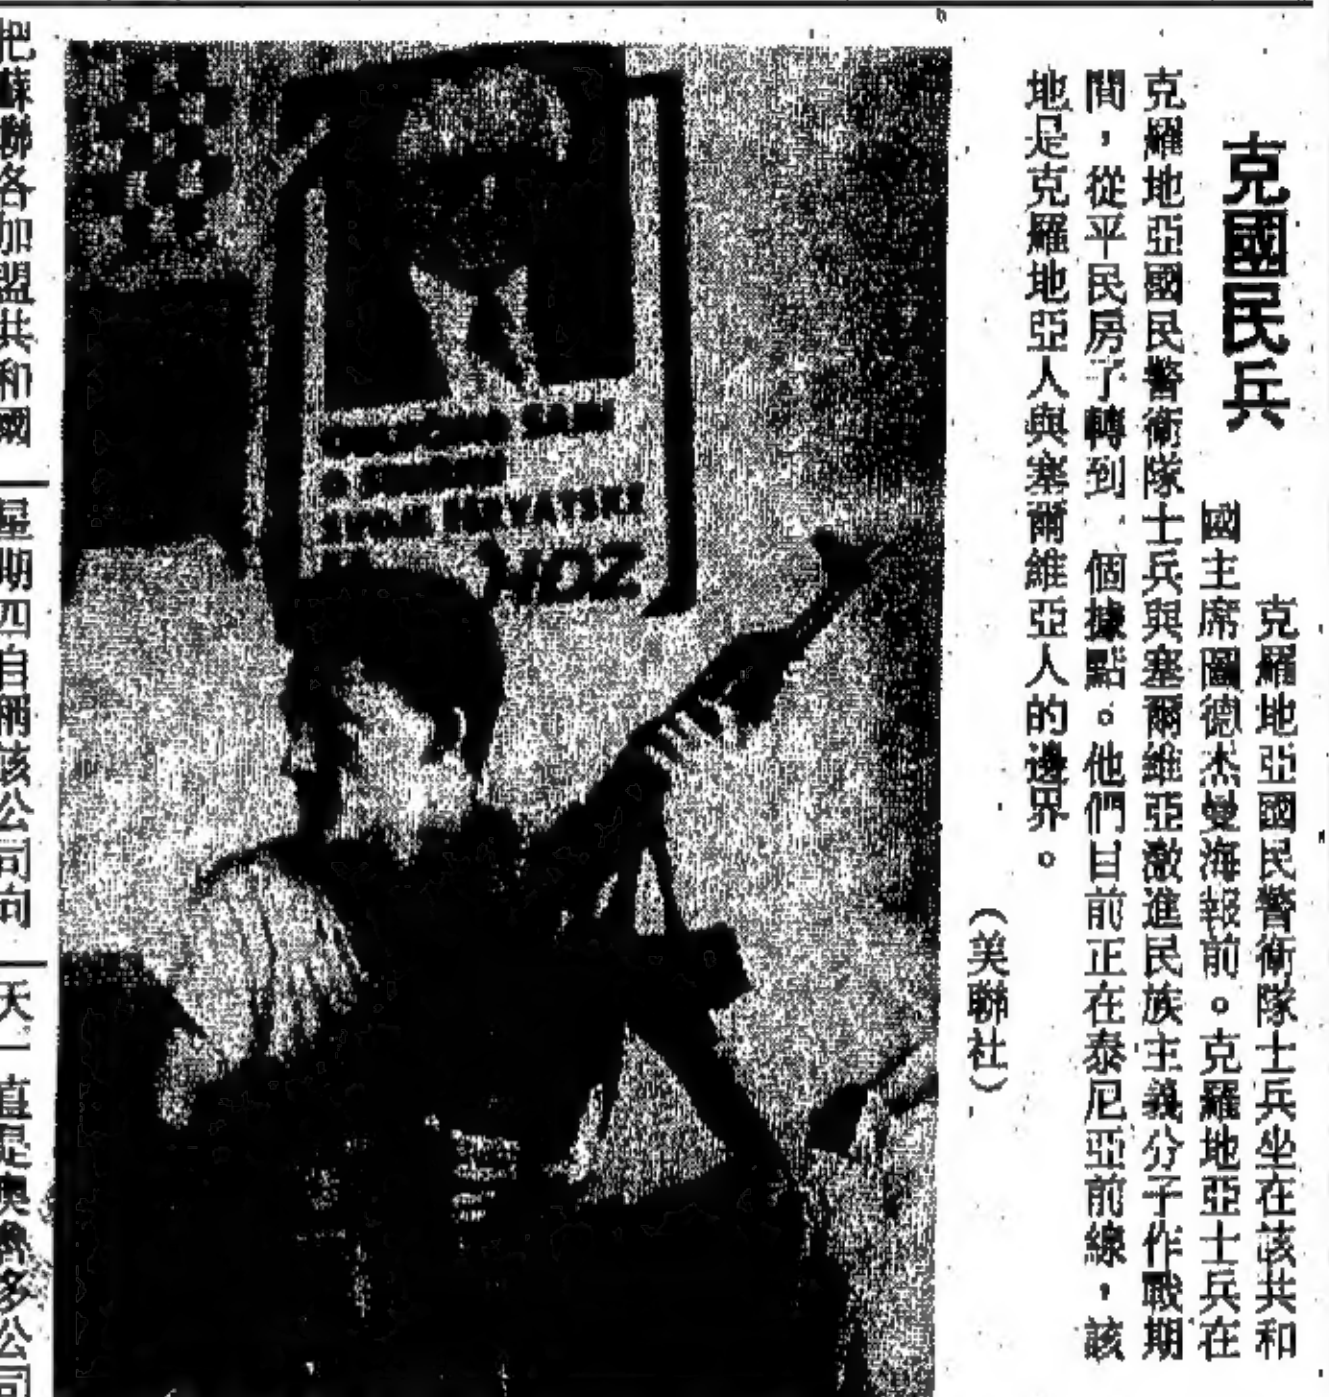 克國民兵
克羅地亞國民警衛隊士兵坐在該共和
國主席圖德杰曼海報前。克羅地亞士兵在
克羅地亞國民警衛隊士兵與塞爾維亞激進民族主義分子作戰期
間，從平民房子轉到 個據點。他們目前正在泰尼亞前線，該
地是克羅地亞人與塞爾維亞人的邊界。
（美聯社）
SVOJU HRVATSKU
HDZ
把蘇聯各加盟共和國
星期四自稱該公司向
天一直是與魯多公司